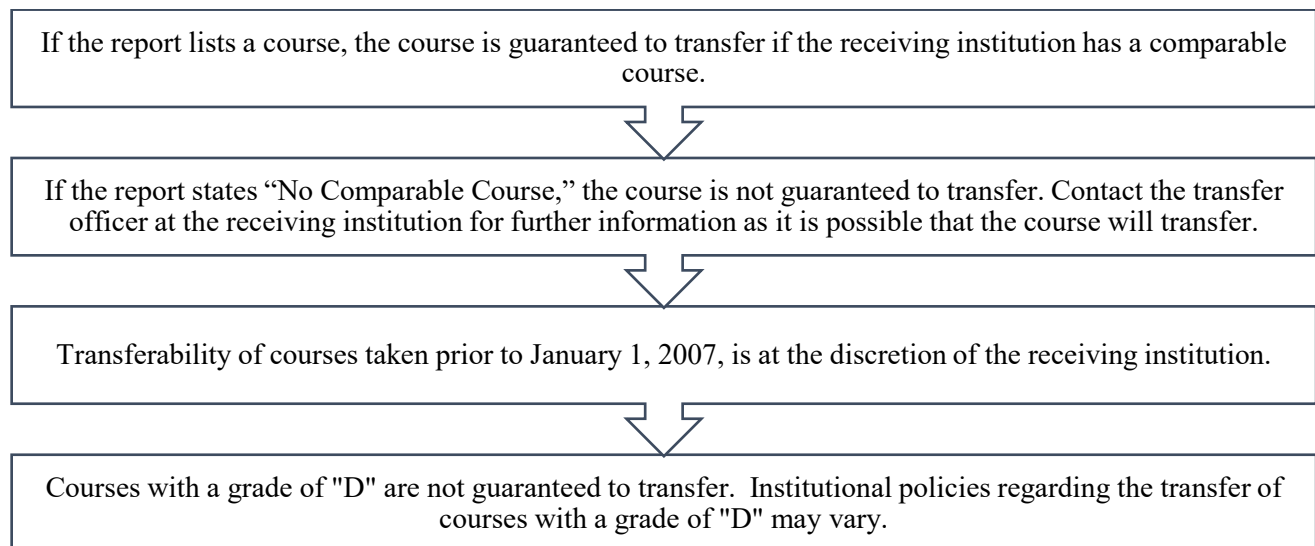 If the report lists a course, the course is guaranteed to transfer if the receiving institution has a comparable
course.
If the report states “No Comparable Course,” the course is not guaranteed to transfer. Contact the transfer
officer at the receiving institution for further information as it is possible that the course will transfer.
Transferability of courses taken prior to January 1, 2007, is at the discretion of the receiving institution.
Courses with a grade of "D" are not guaranteed to transfer.  Institutional policies regarding the transfer of
courses with a grade of "D" may vary.